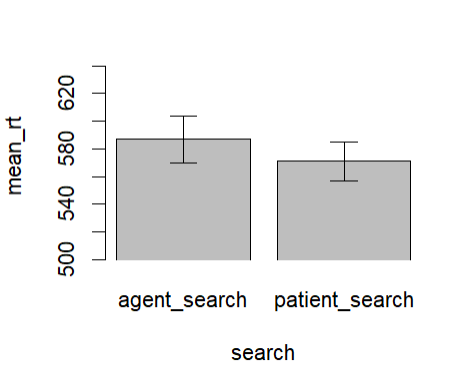 mean_rt
620
580
540
500
agent_search
patient_search
search